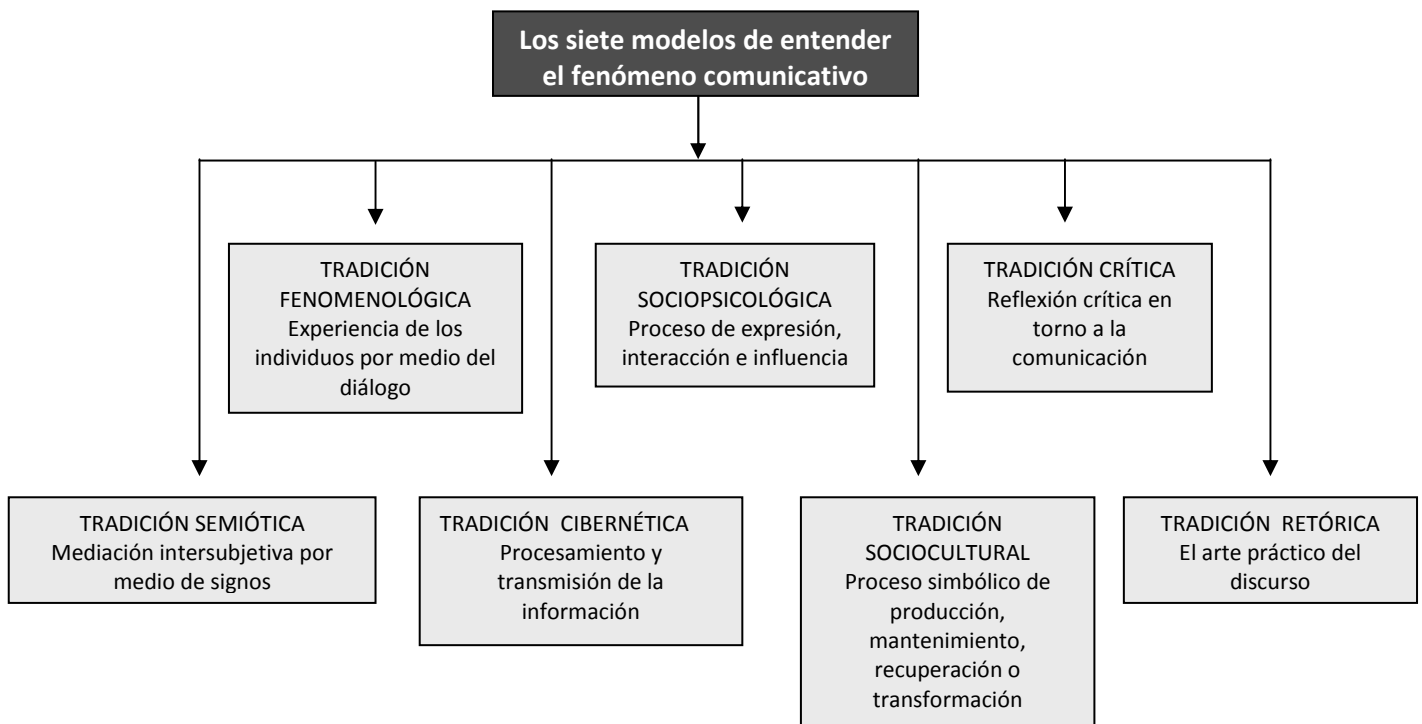 Los siete modelos de entender
el fenómeno comunicativo
TRADICIÓN
FENOMENOLÓGICA
Experiencia de los
individuos por medio del
diálogo
TRADICIÓN
SOCIOPSICOLÓGICA
Proceso de expresión,
interacción e influencia
TRADICIÓN CRÍTICA
Reflexión crítica en
torno a la
comunicación
TRADICIÓN SEMIÓTICA
Mediación intersubjetiva por
medio de signos
TRADICIÓN CIBERNÉTICA
Procesamiento y
transmisión de la
información
TRADICIÓN
SOCIOCULTURAL
Proceso simbólico de
producción,
mantenimiento,
recuperación o
transformación
TRADICIÓN RETÓRICA
El arte práctico del
discurso